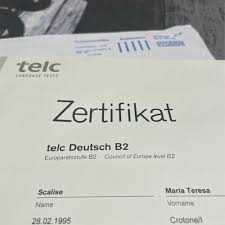 telc
LANGUAGE TESTS
Zertifikat
telc Deutsch B2
Europaratsstufe B2 · Council of Europe level B2
Scalise
Maria Teresa
Name
Vorname
28.02.1995